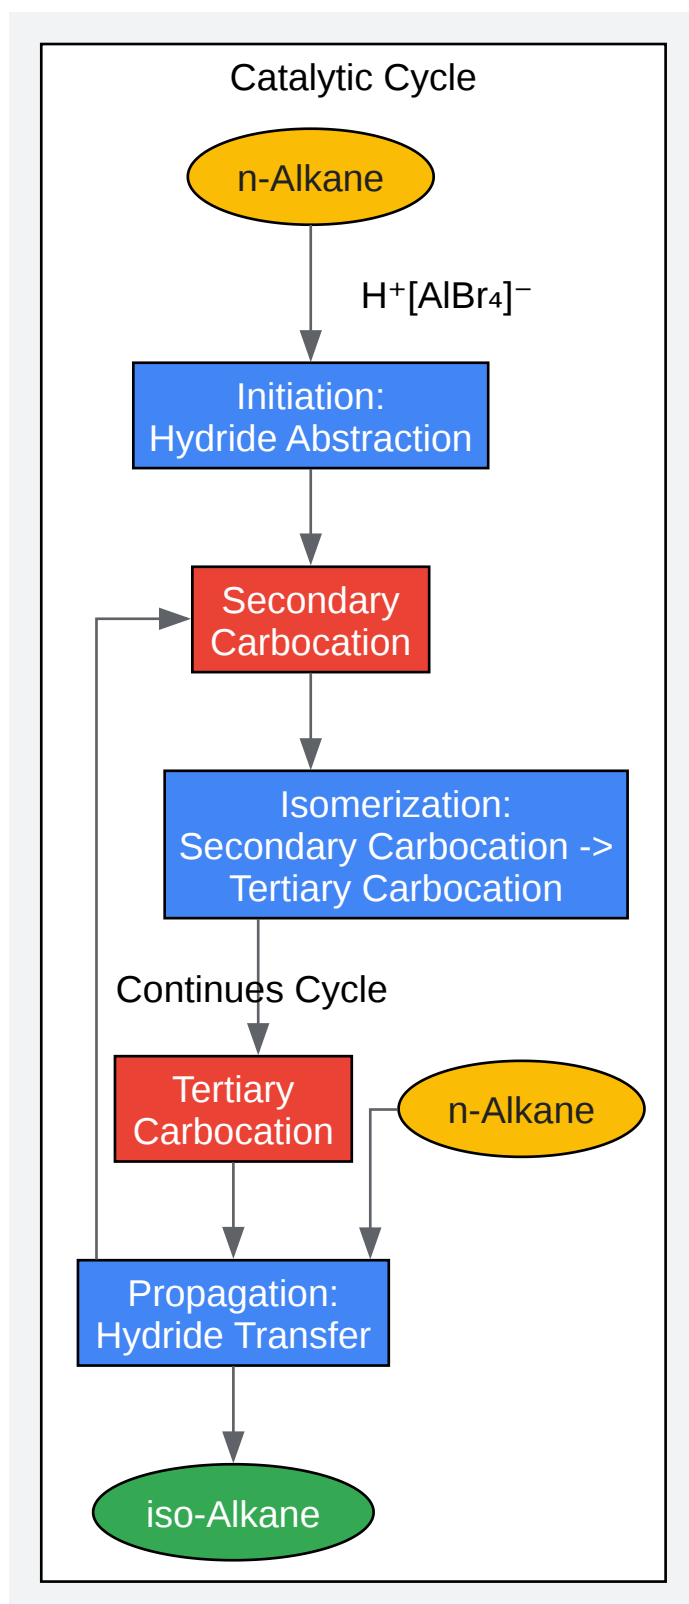 Catalytic Cycle
n-Alkane
H⁺[AlBr₄]⁻
Initiation:
Hydride Abstraction
Secondary
Carbocation
Isomerization:
Secondary Carbocation ->
Tertiary Carbocation
Continues Cycle
Tertiary
Carbocation
n-Alkane
Propagation:
Hydride Transfer
iso-Alkane